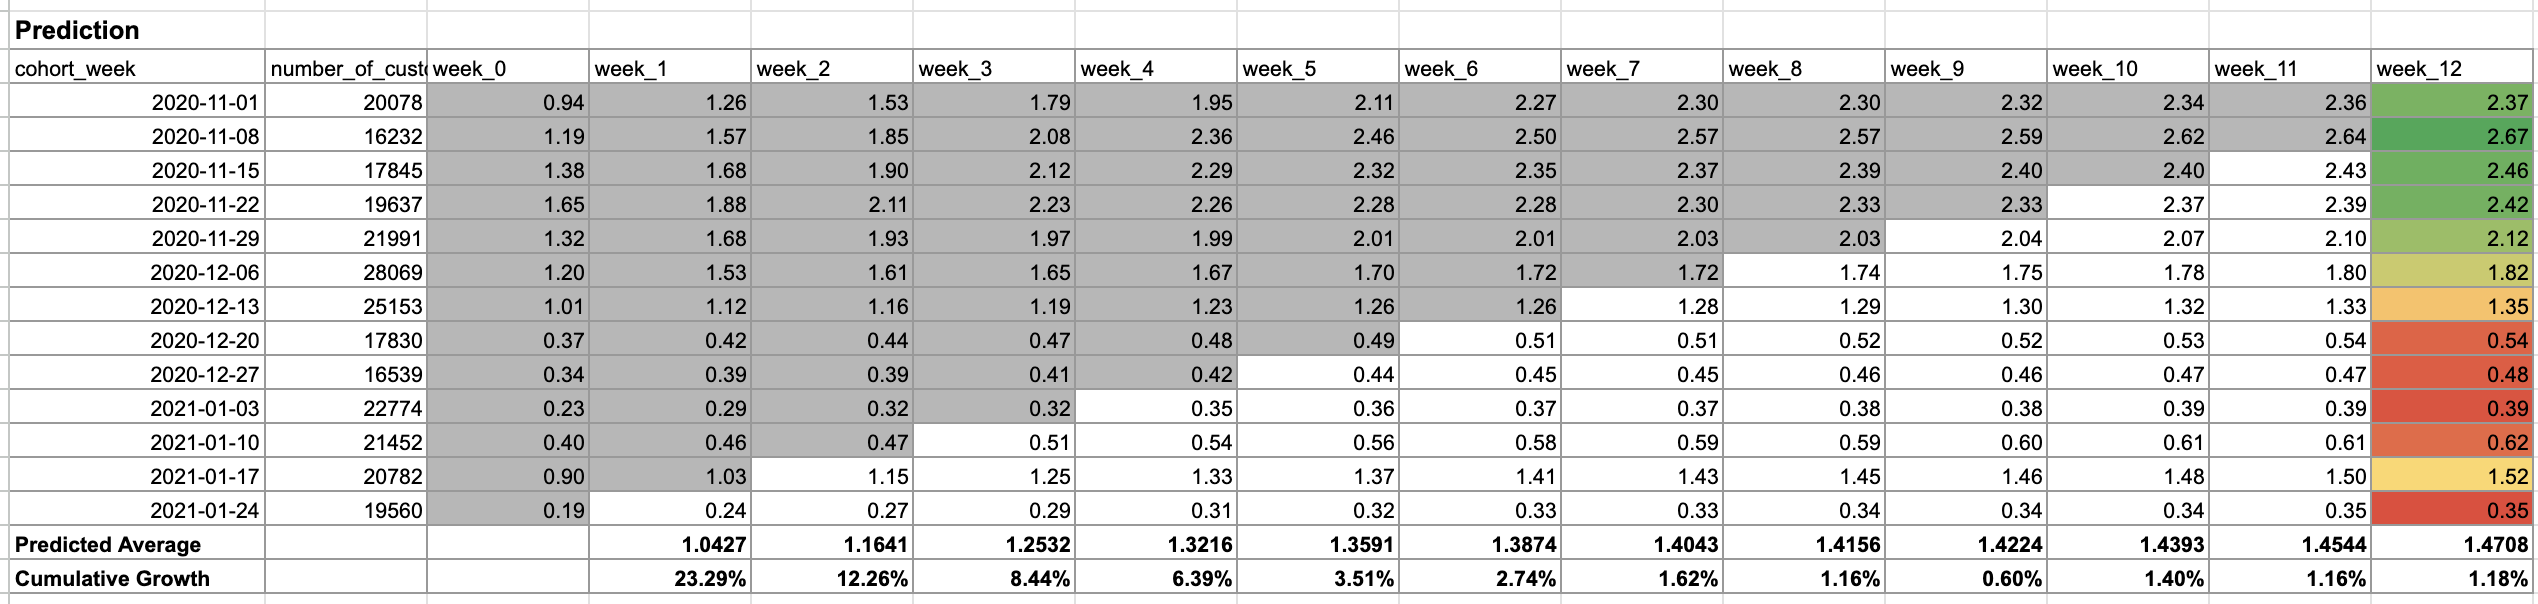 Prediction
cohort_week number_of_custo week_0 week_1 week_2 week_3 week_4 week_5 week_6 week_7 week_8 week_9 week_10 week_11 week_12
2020-11-01 20078 0.94 1.26 1.53 1.79 1.95 2.11 2.27 2.30 2.30 2.32 2.34 2.36 2.37
2020-11-08 16232 1.19 1.57 1.85 2.08 2.36 2.46 2.50 2.57 2.57 2.59 2.62 2.64 2.67
2020-11-15 17845 1.38 1.68 1.90 2.12 2.29 2.32 2.35 2.37 2.39 2.40 2.40 2.43 2.46
2020-11-22 19637 1.65 1.88 2.11 2.23 2.26 2.28 2.28 2.30 2.33 2.33 2.37 2.39 2.42
2020-11-29 21991 1.32 1.68 1.93 1.97 1.99 2.01 2.01 2.03 2.03 2.04 2.07 2.10 2.12
2020-12-06 28069 1.20 1.53 1.61 1.65 1.67 1.70 1.72 1.72 1.74 1.75 1.78 1.80 1.82
2020-12-13 25153 1.01 1.12 1.16 1.19 1.23 1.26 1.26 1.28 1.29 1.30 1.32 1.33 1.35
2020-12-20 17830 0.37 0.42 0.44 0.47 0.48 0.49 0.51 0.51 0.52 0.52 0.53 0.54 0.54
2020-12-27 16539 0.34 0.39 0.39 0.41 0.42 0.44 0.45 0.45 0.46 0.46 0.47 0.47 0.48
2021-01-03 22774 0.23 0.29 0.32 0.32 0.35 0.36 0.37 0.37 0.38 0.38 0.39 0.39 0.39
2021-01-10 21452 0.40 0.46 0.47 0.51 0.54 0.56 0.58 0.59 0.59 0.60 0.61 0.61 0.62
2021-01-17 20782 0.90 1.03 1.15 1.25 1.33 1.37 1.41 1.43 1.45 1.46 1.48 1.50 1.52
2021-01-24 19560 0.19 0.24 0.27 0.29 0.31 0.32 0.33 0.33 0.34 0.34 0.34 0.35 0.35
Predicted Average 1.0427 1.1641 1.2532 1.3216 1.3591 1.3874 1.4043 1.4156 1.4224 1.4393 1.4544 1.4708
Cumulative Growth 23.29% 12.26% 8.44% 6.39% 3.51% 2.74% 1.62% 1.16% 0.60% 1.40% 1.16% 1.18%